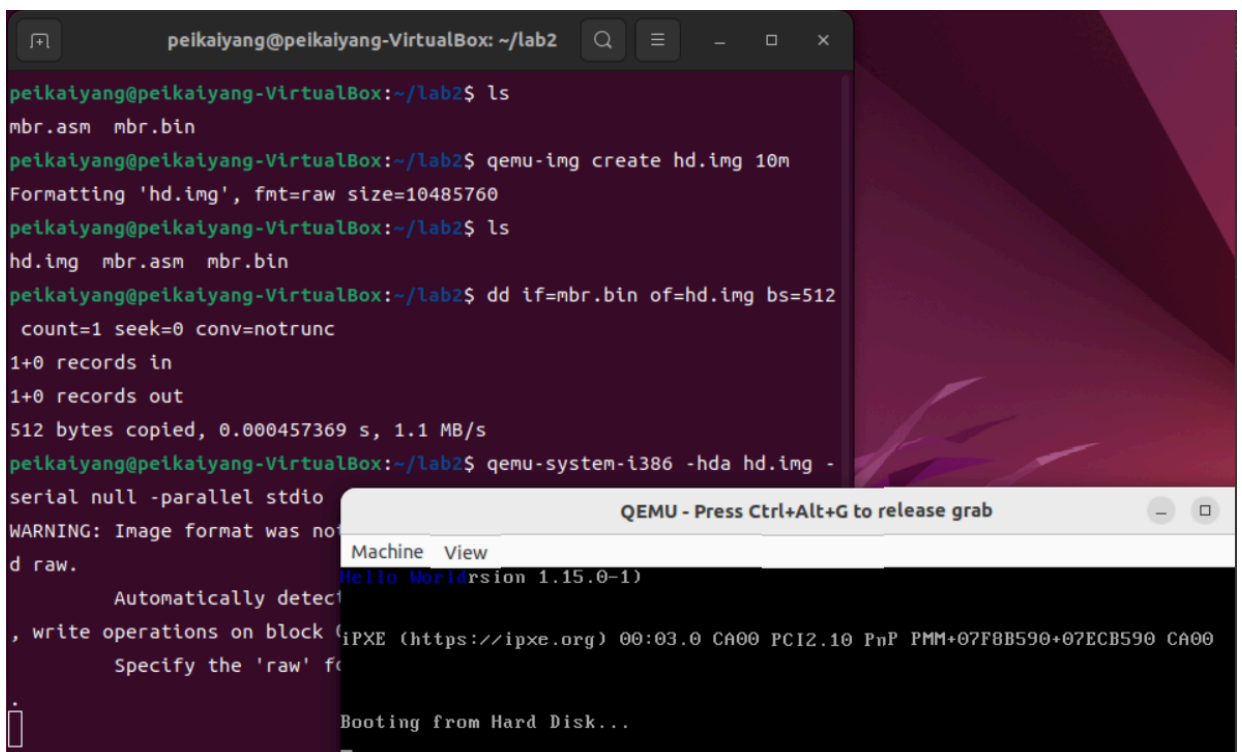 peikaiyang@peikaiyang-VirtualBox: ~/lab2
peikaiyang@peikaiyang-VirtualBox:~/lab2$ ls
mbr.asm  mbr.bin
peikaiyang@peikaiyang-VirtualBox:~/lab2$ qemu-img create hd.img 10m
Formatting 'hd.img', fmt=raw size=10485760
peikaiyang@peikaiyang-VirtualBox:~/lab2$ ls
hd.img  mbr.asm  mbr.bin
peikaiyang@peikaiyang-VirtualBox:~/lab2$ dd if=mbr.bin of=hd.img bs=512
 count=1 seek=0 conv=notrunc
1+0 records in
1+0 records out
512 bytes copied, 0.000457369 s, 1.1 MB/s
peikaiyang@peikaiyang-VirtualBox:~/lab2$ qemu-system-i386 -hda hd.img -
serial null -parallel stdio
WARNING: Image format was not
d raw.
Automatically detect
, write operations on block
Specify the 'raw' fo
.
QEMU - Press Ctrl+Alt+G to release grab
Machine View
Hello Worldrsion 1.15.0-1)
iPXE (https://ipxe.org) 00:03.0 CA00 PCI2.10 PnP PMM+07F8B590+07ECB590 CA00
Booting from Hard Disk...